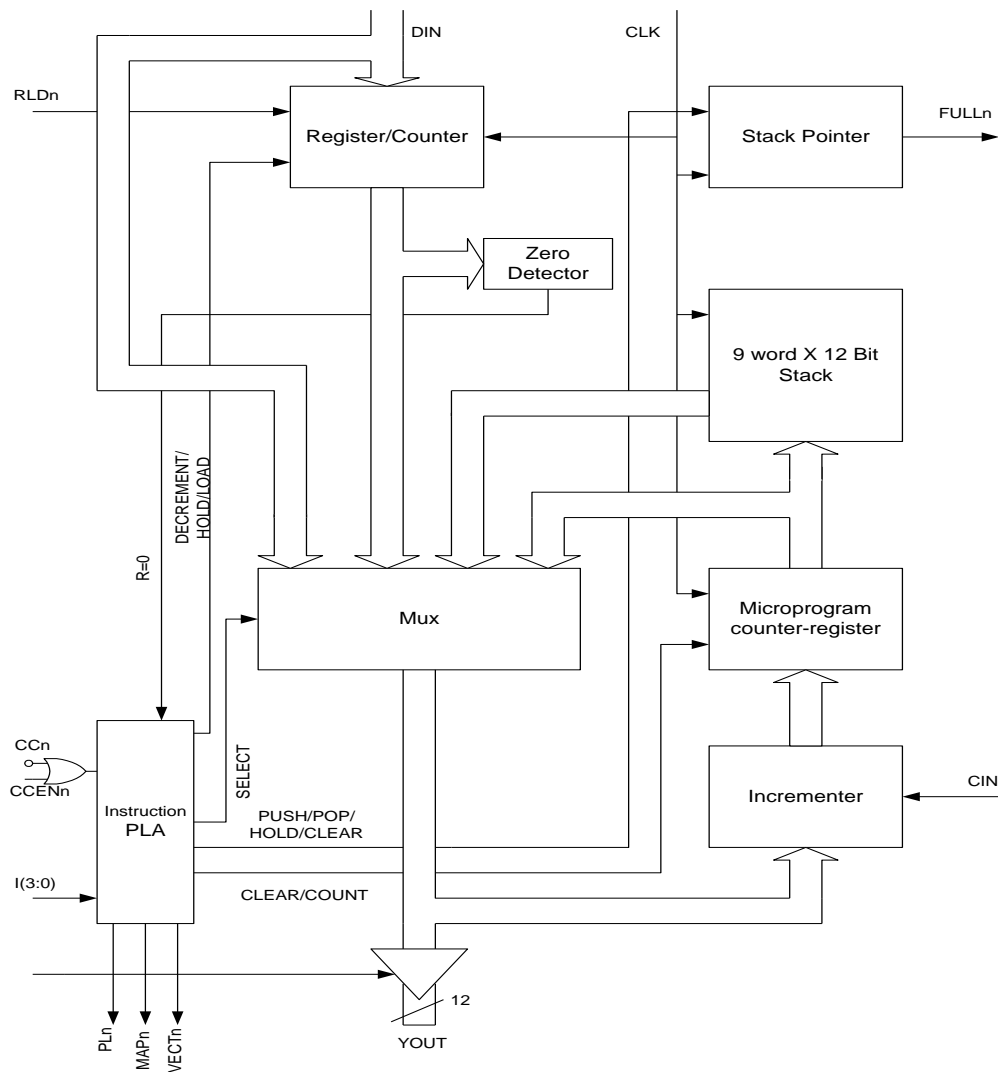 DIN
CLK
RLDn
Register/Counter
Stack Pointer
FULLn
Zero
Detector
9 word X 12 Bit
Stack
DECREMENT/
HOLD/LOAD
R=0
Mux
Microprogram
counter-register
CCn
CCENn
Instruction
PLA
SELECT
PUSH/POP/
HOLD/CLEAR
Incrementer
CIN
I(3:0)
CLEAR/COUNT
12
YOUT
PLn
MAPn
VECTn